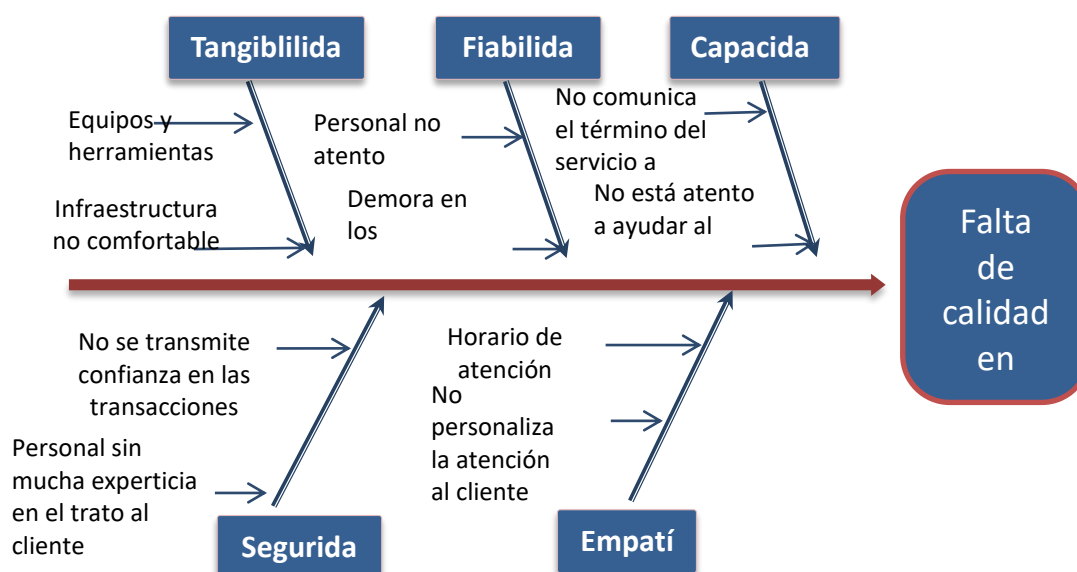 Tangiblilida
Fiabilida
Capacida
Equipos y
herramientas
Personal no
atento
No comunica
el término del
servicio a
Infraestructura
no comfortable
Demora en
los
No está atento
a ayudar al
Falta
de
calidad
en
No se transmite
confianza en las
transacciones
Horario de
atención
No
personaliza
la atención
al cliente
Personal sin
mucha experticia
en el trato al
cliente
Segurida
Empatí